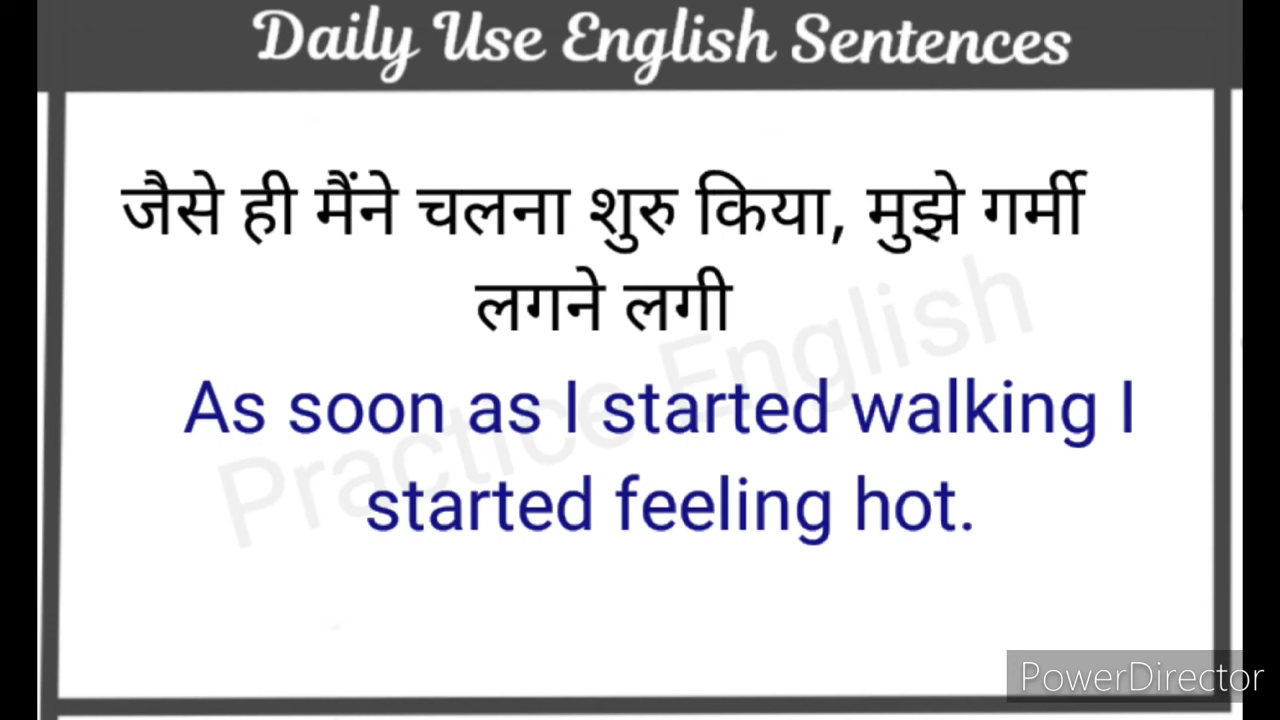 Daily Use English Sentences
जैसे ही मैंने चलना शुरु किया, मुझे गर्मी
लगने लगी
As soon as I started walking I
started feeling hot.
Practice English
PowerDirector